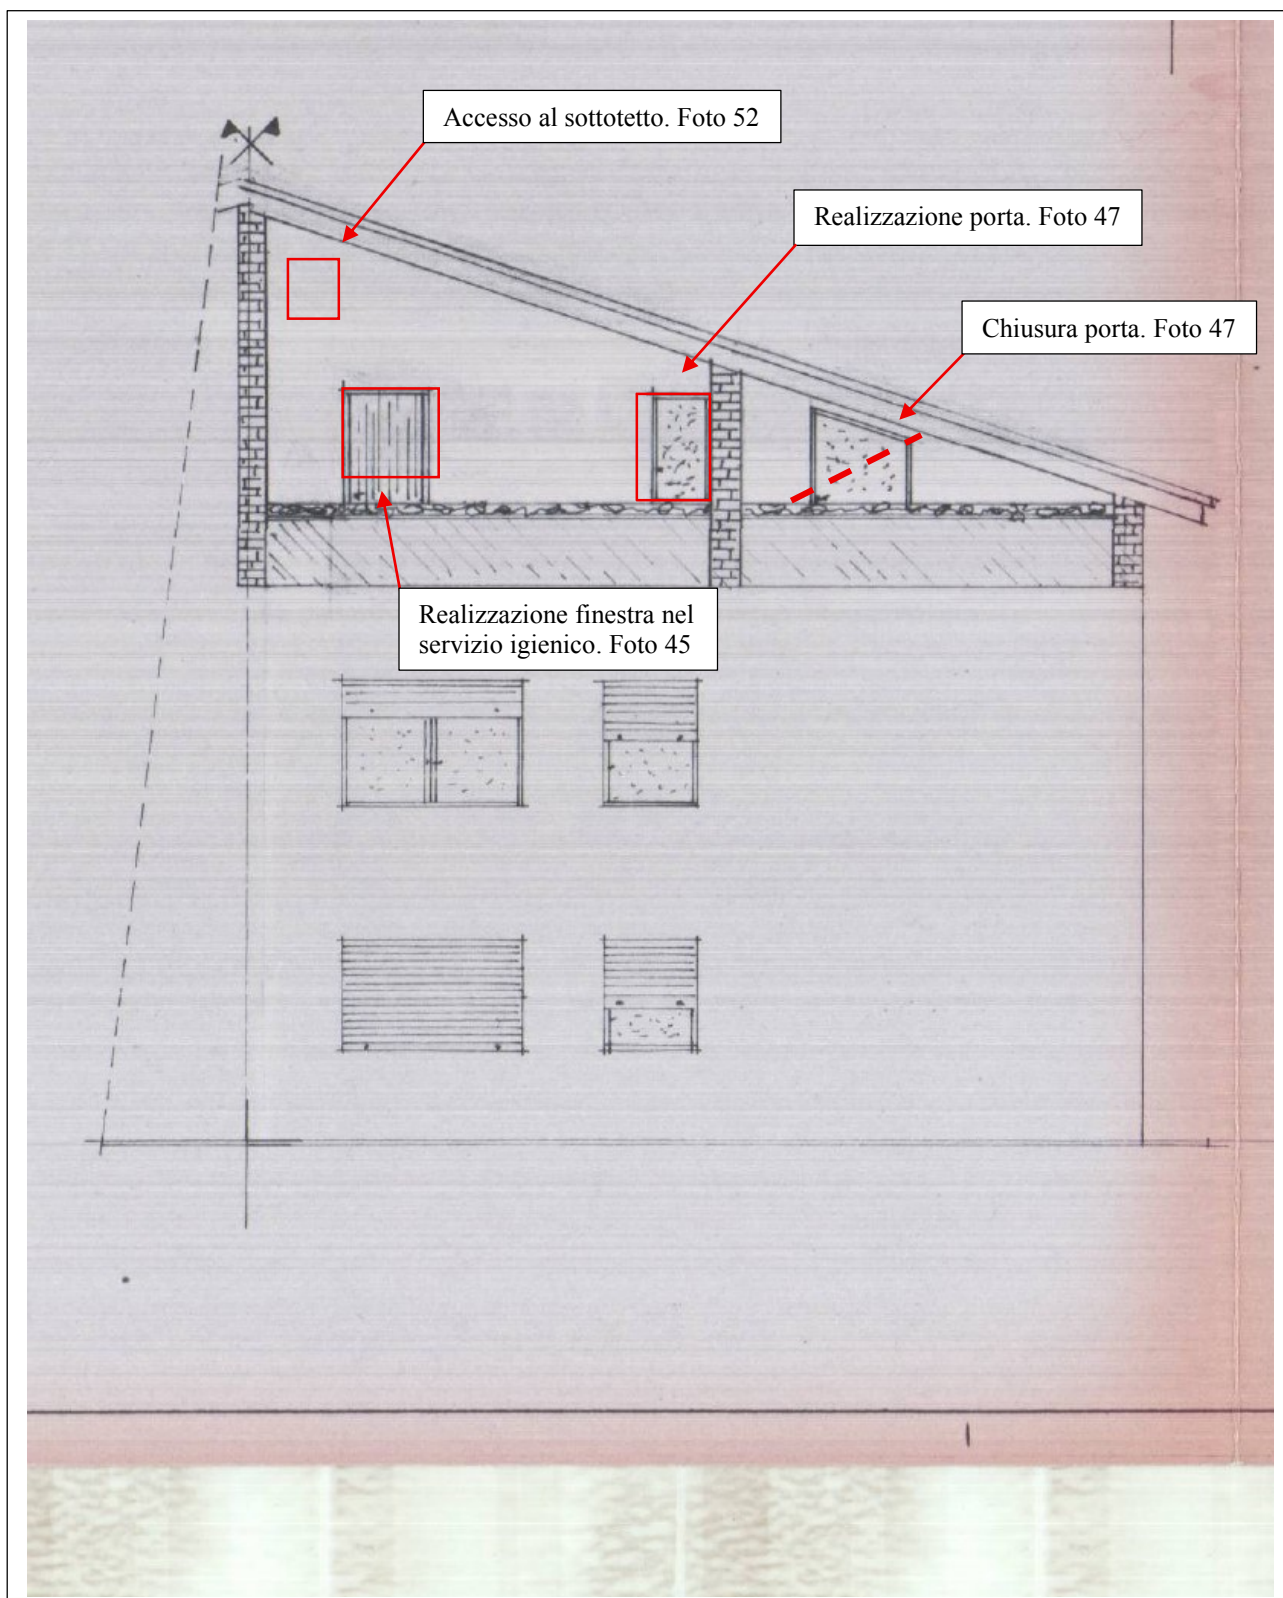 Accesso al sottotetto. Foto 52
Realizzazione porta. Foto 47
Chiusura porta. Foto 47
Realizzazione finestra nel
servizio igienico. Foto 45